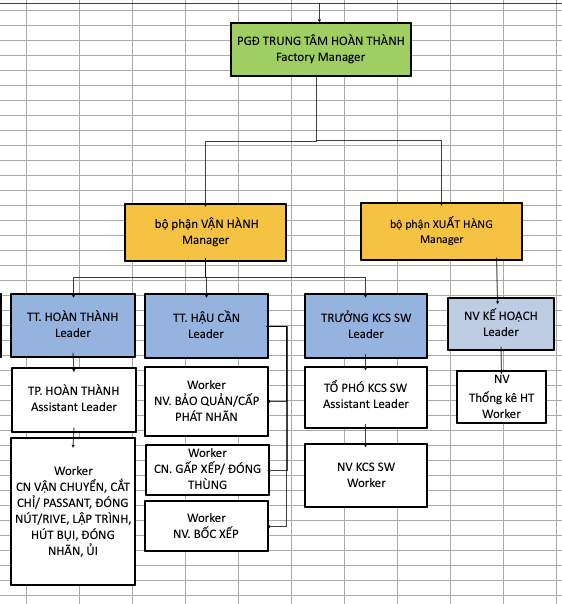 PGĐ TRUNG TÂM HOÀN THÀNH
Factory Manager
bộ phận VẬN HÀNH
Manager
bộ phận XUẤT HÀNG
Manager
TT. HOÀN THÀNH
Leader
TT. HẬU CẦN
Leader
TRƯỞNG KCS SW
Leader
NV KẾ HOẠCH
Leader
TP. HOÀN THÀNH
Assistant Leader
Worker
NV. BẢO QUẢN/CẤP
PHÁT NHÃN
TỔ PHÓ KCS SW
Assistant Leader
NV
Thống kê HT
Worker
Worker
CN VẬN CHUYỂN, CẮT
CHỈ/ PASSANT, ĐÓNG
NÚT/RIVE, LẬP TRÌNH,
HÚT BỤI, ĐÓNG
NHÃN, ỦI
Worker
CN. GẤP XẾP/ ĐÓNG
THÙNG
NV KCS SW
Worker
Worker
NV. BỐC XẾP